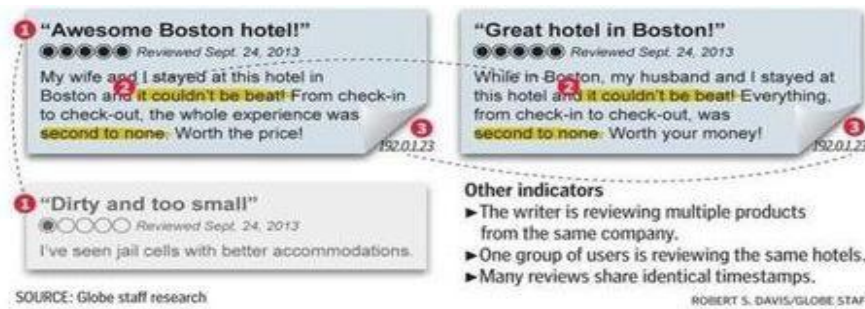 1 "Awesome Boston hotel!"
Reviewed Sept. 24, 2013
My wife and I stayed at this hotel in
2
Boston and it couldn't be beat! From check-in
to check-out, the whole experience was
second to none. Worth the price!
3
192.0.1.23
"Great hotel in Boston!"
Reviewed Sept. 24, 2013
While in Boston, my husband and I stayed at
2
this hotel and it couldn't be beat! Everything,
from check-in to check-out, was
second to none. Worth your money!
3
192.0.1.23
1 "Dirty and too small"
Reviewed Sept. 24, 2013
I've seen jail cells with better accommodations.
Other indicators
►The writer is reviewing multiple products
from the same company.
►One group of users is reviewing the same hotels.
►Many reviews share identical timestamps.
SOURCE: Globe staff research
ROBERT S. DAVIS/GLOBE STAF